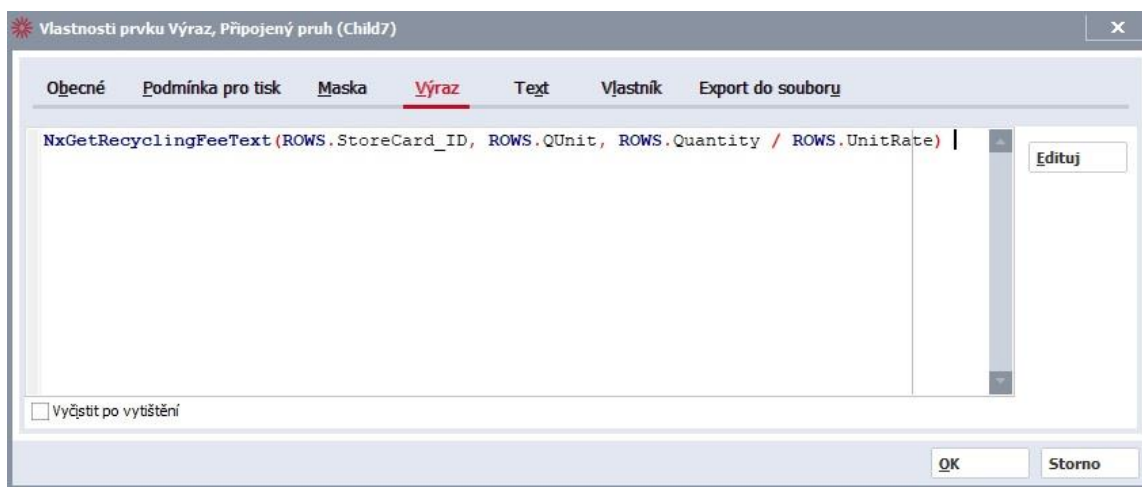 Vlastnosti prvku Výraz, Připojený pruh (Child7)
Obecné Podmínka pro tisk Maska Výraz Text Vlastník Export do souboru
NxGetRecyclingFeeText(ROWS.StoreCard_ID, ROWS.QUnit, ROWS.Quantity / ROWS.UnitRate)
Edituj
Vyčistit po vytištění
OK Storno